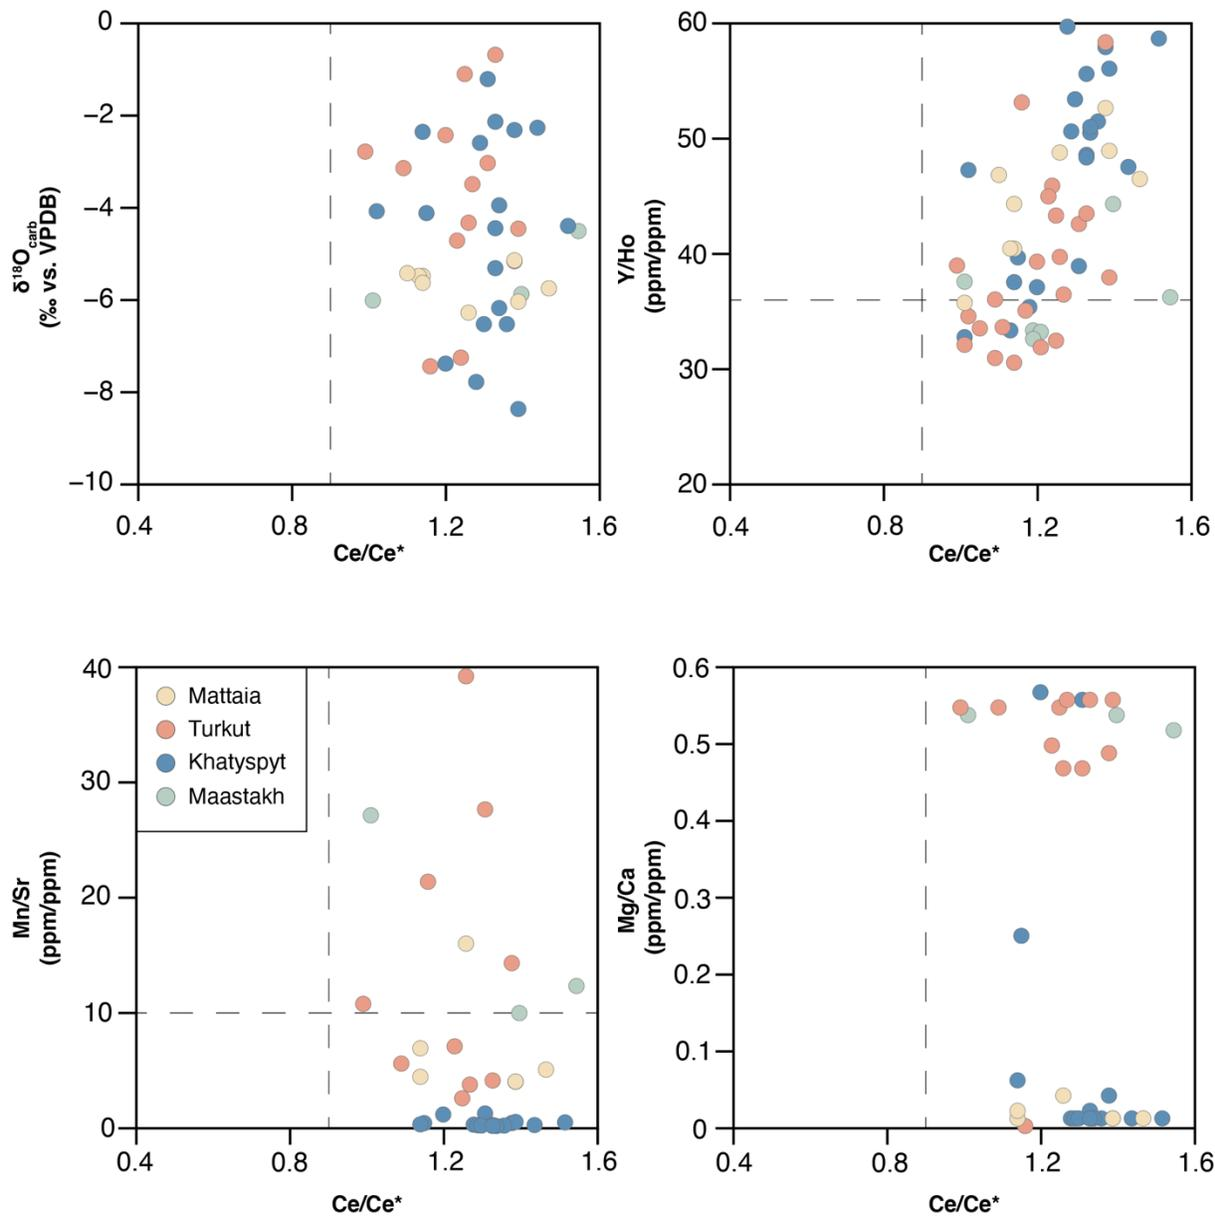 0
−2
−4
−6
−8
−10
δ¹⁸Ocarb
(‰ vs. VPDB)
0.4 0.8 1.2 1.6
Ce/Ce*
60
50
40
30
20
Y/Ho
(ppm/ppm)
0.4 0.8 1.2 1.6
Ce/Ce*
40
30
20
10
0
Mn/Sr
(ppm/ppm)
Mattaia
Turkut
Khatyspyt
Maastakh
0.4 0.8 1.2 1.6
Ce/Ce*
0.6
0.5
0.4
0.3
0.2
0.1
0
Mg/Ca
(ppm/ppm)
0.4 0.8 1.2 1.6
Ce/Ce*